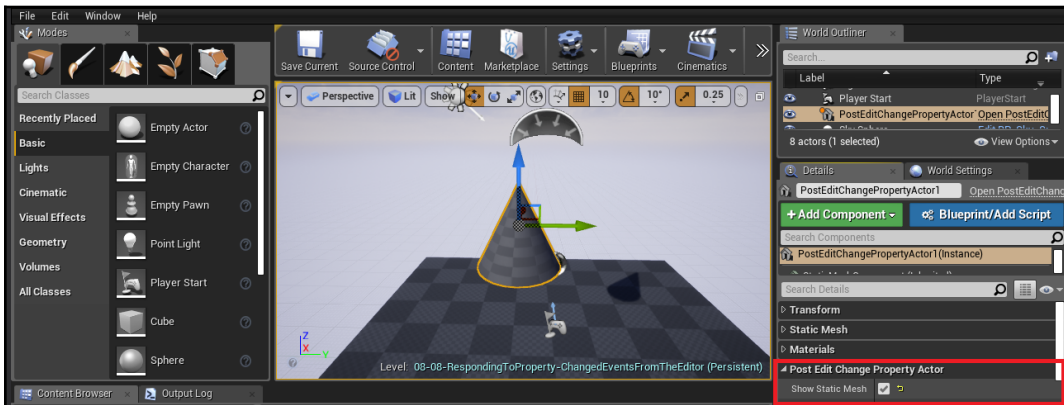 File Edit Window Help
Modes
Search Classes
Recently Placed
Basic
Lights
Cinematic
Visual Effects
Geometry
Volumes
All Classes
Empty Actor
Empty Character
Empty Pawn
Point Light
Player Start
Cube
Sphere
Content Browser
Output Log
Save Current
Source Control
Content
Marketplace
Settings
Blueprints
Cinematics
Perspective
Lit
Show
10
10°
0.25
Z
X
Y
Level: 08-08-RespondingToProperty-ChangedEventsFromTheEditor (Persistent)
World Outliner
Search...
Label Type
Player Start PlayerStart
PostEditChangePropertyActor Open PostEditC
8 actors (1 selected) View Options
Details
World Settings
PostEditChangePropertyActor1 Open PostEditChang
+Add Component Blueprint/Add Script
Search Components
PostEditChangePropertyActor1(Instance)
Search Details
Transform
Static Mesh
Materials
Post Edit Change Property Actor
Show Static Mesh